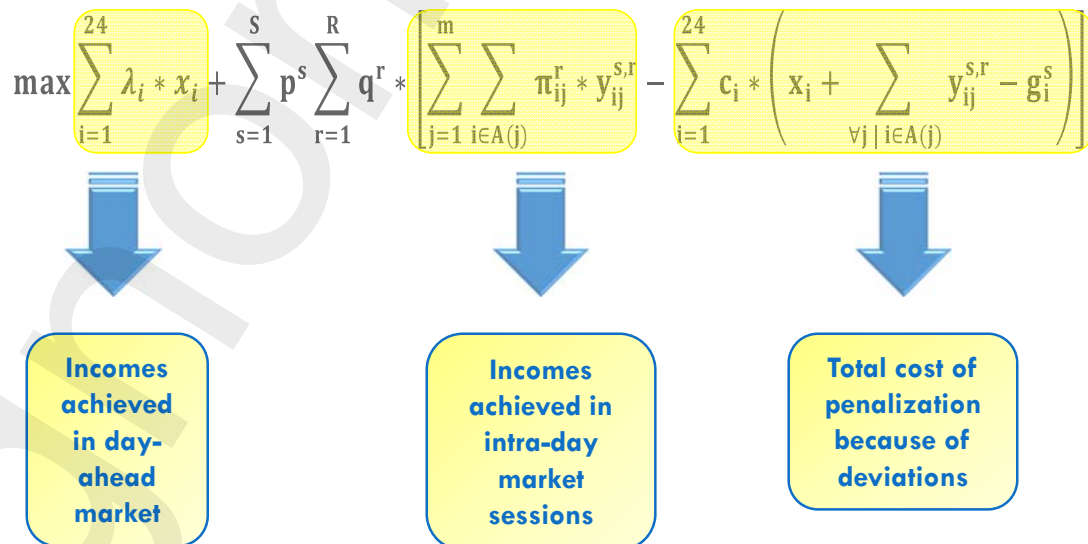 max ∑_{i=1}^{24} λ_i * x_i + ∑_{s=1}^{S} p^s ∑_{r=1}^{R} q^r * [ ∑_{j=1}^{m} ∑_{i∈A(j)} π_{ij}^r * y_{ij}^{s,r} − ∑_{i=1}^{24} c_i * ( x_i + ∑_{∀j | i∈A(j)} y_{ij}^{s,r} − g_i^s ) ]
Incomes
achieved
in day-
ahead
market
Incomes
achieved in
intra-day
market
sessions
Total cost of
penalization
because of
deviations